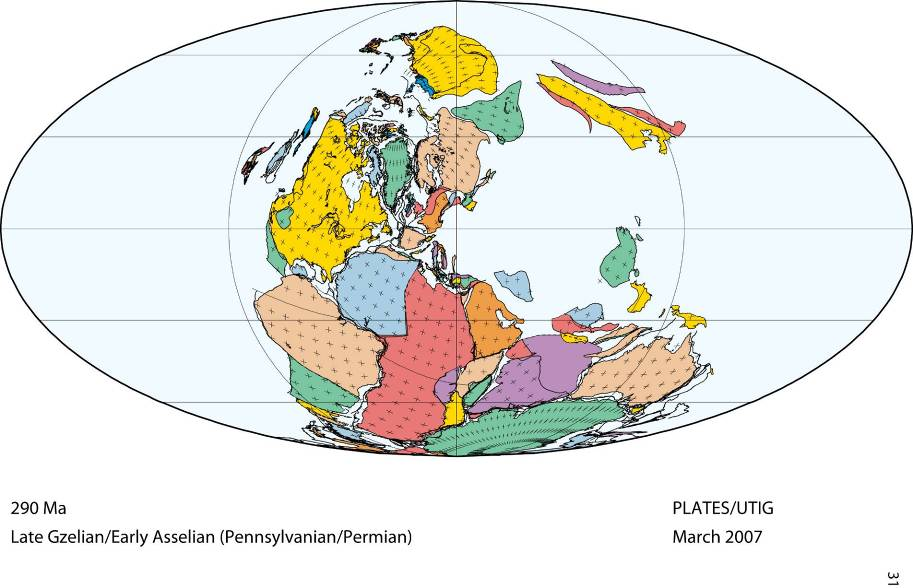 290 Ma
Late Gzelian/Early Asselian (Pennsylvanian/Permian)
PLATES/UTIG
March 2007
31